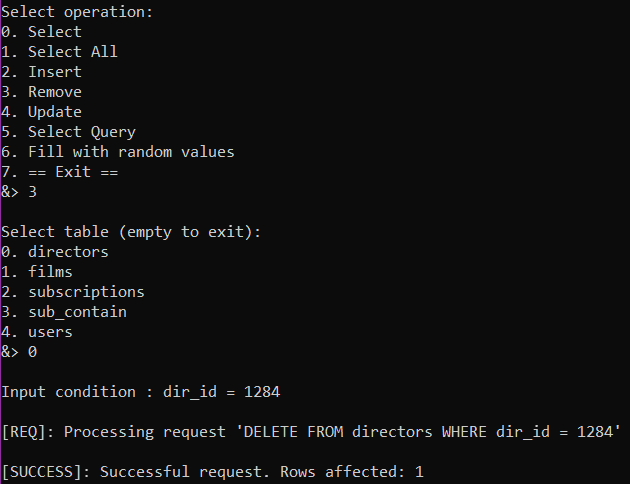 Select operation:
0. Select
1. Select All
2. Insert
3. Remove
4. Update
5. Select Query
6. Fill with random values
7. == Exit ==
&> 3
Select table (empty to exit):
0. directors
1. films
2. subscriptions
3. sub_contain
4. users
&> 0
Input condition : dir_id = 1284
[REQ]: Processing request 'DELETE FROM directors WHERE dir_id = 1284'
[SUCCESS]: Successful request. Rows affected: 1